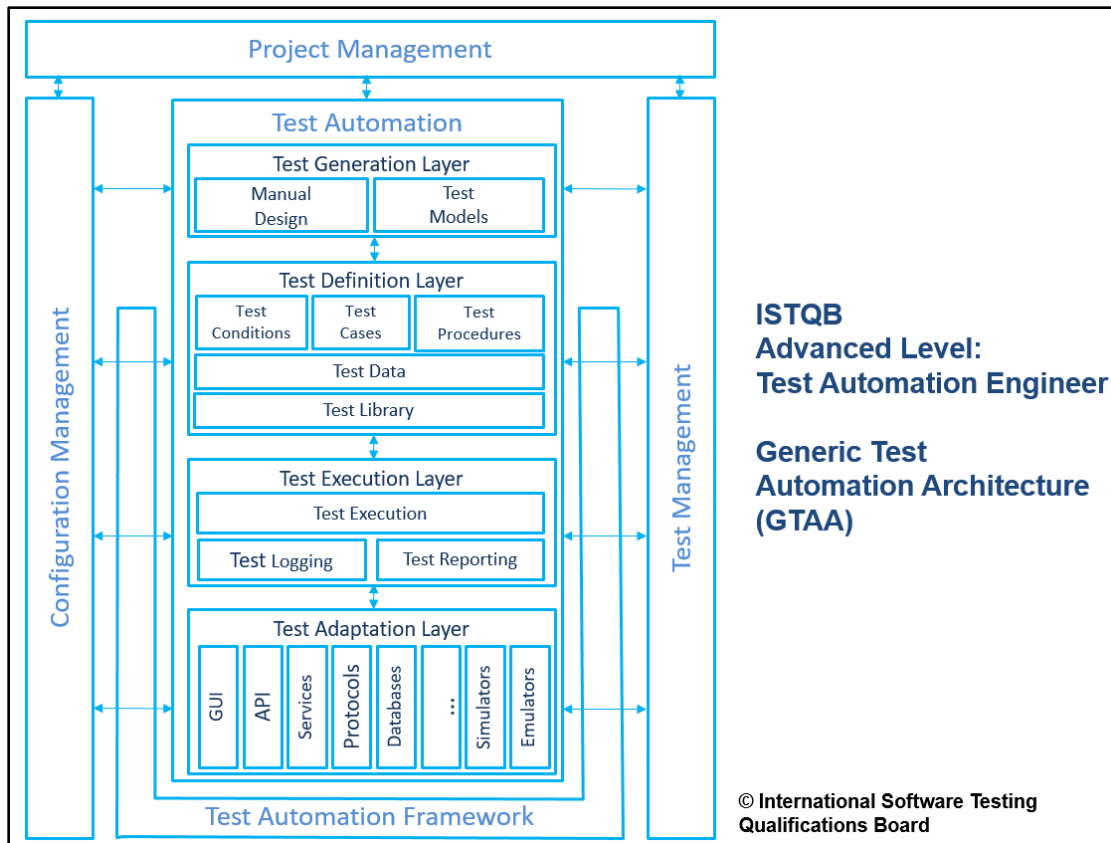 Project Management
Configuration Management
Test Automation
Test Generation Layer
Manual
Design
Test
Models
Test Definition Layer
Test
Conditions
Test
Cases
Test
Procedures
Test Data
Test Library
Test Execution Layer
Test Execution
Test Logging
Test Reporting
Test Adaptation Layer
GUI
API
Services
Protocols
Databases
...
Simulators
Emulators
Test Automation Framework
Test Management
ISTQB
Advanced Level:
Test Automation Engineer
Generic Test
Automation Architecture
(GTAA)
© International Software Testing
Qualifications Board